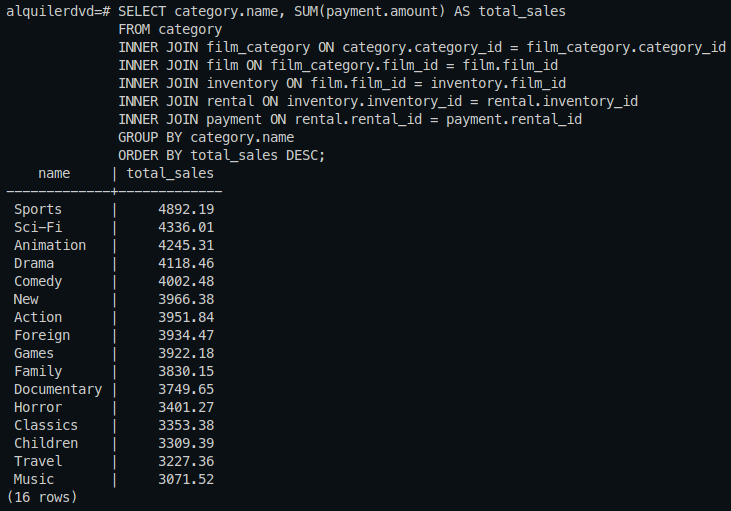 alquilerdvd=# SELECT category.name, SUM(payment.amount) AS total_sales
FROM category
INNER JOIN film_category ON category.category_id = film_category.category_id
INNER JOIN film ON film_category.film_id = film.film_id
INNER JOIN inventory ON film.film_id = inventory.film_id
INNER JOIN rental ON inventory.inventory_id = rental.inventory_id
INNER JOIN payment ON rental.rental_id = payment.rental_id
GROUP BY category.name
ORDER BY total_sales DESC;
    name     | total_sales
-------------+-------------
 Sports      |     4892.19
 Sci-Fi      |     4336.01
 Animation   |     4245.31
 Drama       |     4118.46
 Comedy      |     4002.48
 New         |     3966.38
 Action      |     3951.84
 Foreign     |     3934.47
 Games       |     3922.18
 Family      |     3830.15
 Documentary |     3749.65
 Horror      |     3401.27
 Classics    |     3353.38
 Children    |     3309.39
 Travel      |     3227.36
 Music       |     3071.52
(16 rows)